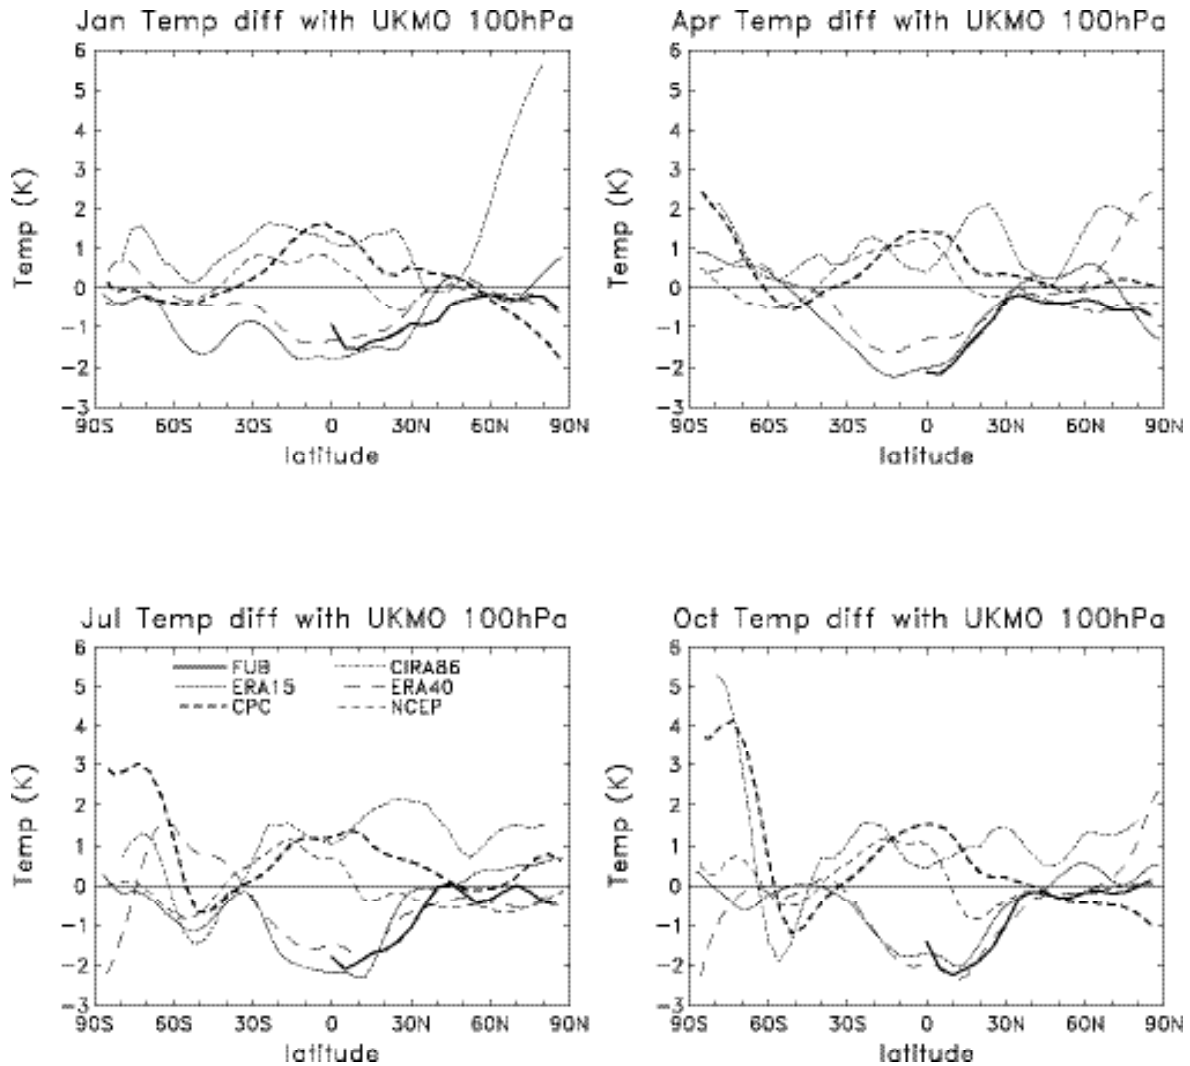 Jan Temp diff with UKMO 100hPa
6
5
4
3
2
1
0
-1
-2
-3
Temp (K)
90S 60S 30S 0 30N 60N 90N
latitude
Apr Temp diff with UKMO 100hPa
6
5
4
3
2
1
0
-1
-2
-3
Temp (K)
90S 60S 30S 0 30N 60N 90N
latitude
Jul Temp diff with UKMO 100hPa
6
5
4
3
2
1
0
-1
-2
-3
Temp (K)
FUB CIRA86
ERA15 ERA40
CPC NCEP
90S 60S 30S 0 30N 60N 90N
latitude
Oct Temp diff with UKMO 100hPa
6
5
4
3
2
1
0
-1
-2
-3
Temp (K)
90S 60S 30S 0 30N 60N 90N
latitude